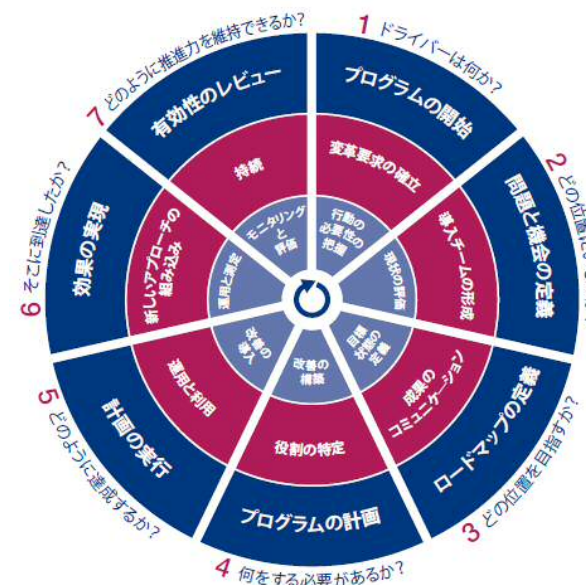 1 ドライバーは何か?
プログラムの開始
変革要求の確立
行動の
必要性の
把握
2 どの位置に
問題と機会の定義
導入チームの形成
現状の評価
3 どの位置を目指すか?
ロードマップの定義
成果の
コミュニケーション
目標
状態の
定義
4 何をする必要があるか?
プログラムの計画
役割の特定
改善の
構築
5 どのように達成するか?
計画の実行
運用と利用
改善の
導入
6 そこに到達したか?
効果の実現
新しいアプローチの
組み込み
運用と測定
7 どのように推進力を維持できるか?
有効性のレビュー
持続
モニタリング
と
評価